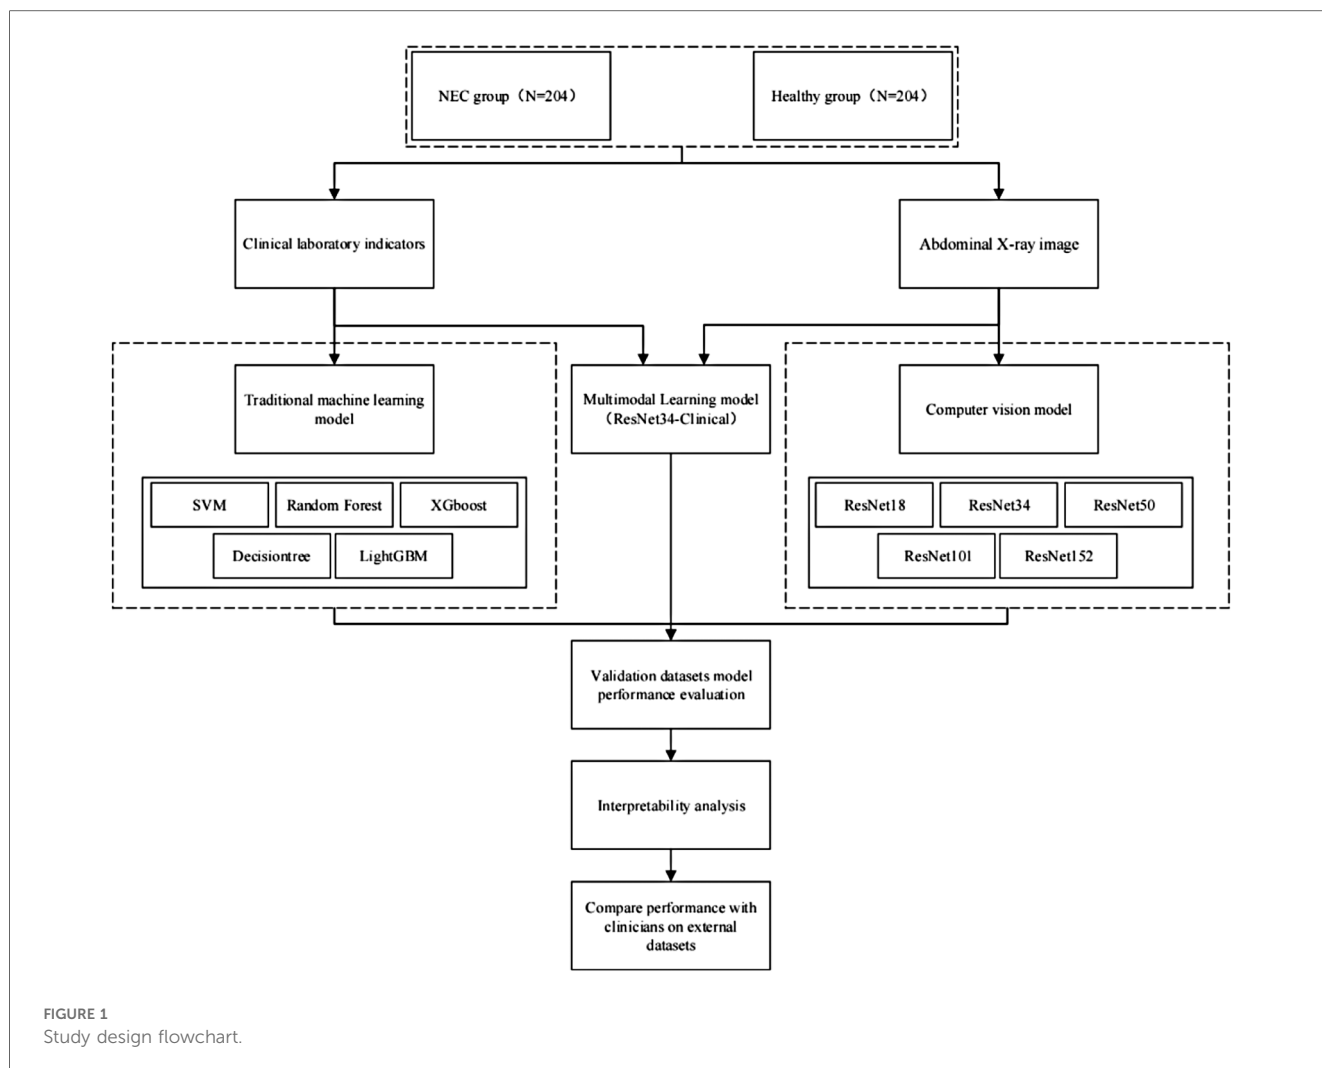 NEC group（N=204）
Healthy group（N=204）
Clinical laboratory indicators
Abdominal X-ray image
Traditional machine learning
model
Multimodal Learning model
（ResNet34-Clinical）
Computer vision model
SVM
Random Forest
XGboost
Decisiontree
LightGBM
ResNet18
ResNet34
ResNet50
ResNet101
ResNet152
Validation datasets model
performance evaluation
Interpretability analysis
Compare performance with
clinicians on external
datasets
FIGURE 1
Study design flowchart.